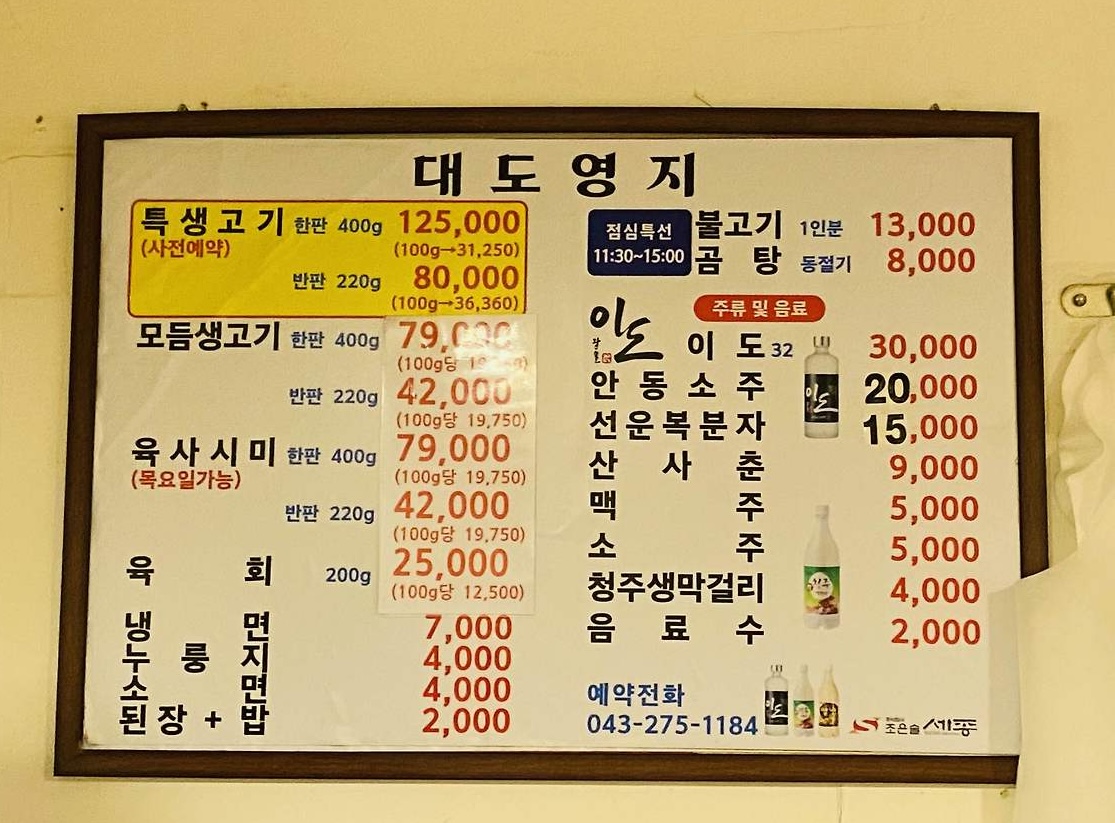 대도영지
특생고기 한판 400g 125,000
(사전예약) (100g→31,250)
반판 220g 80,000
(100g→36,360)
모듬생고기 한판 400g 79,000
(100g당
반판 220g 42,000
(100g당 19,750)
육사시미 한판 400g 79,000
(목요일가능) (100g당 19,750)
반판 220g 42,000
(100g당 19,750)
육회 200g 25,000
(100g당 12,500)
냉면 7,000
누룽지 4,000
소면 4,000
된장+밥 2,000
점심특선 11:30~15:00
불고기 1인분 13,000
곰탕 동절기 8,000
주류 및 음료
이도
이도 32 30,000
안동소주 20,000
선운복분자 15,000
산사춘 9,000
맥주 5,000
소주 5,000
청주생막걸리 4,000
음료수 2,000
예약전화
043-275-1184
조은술 세종